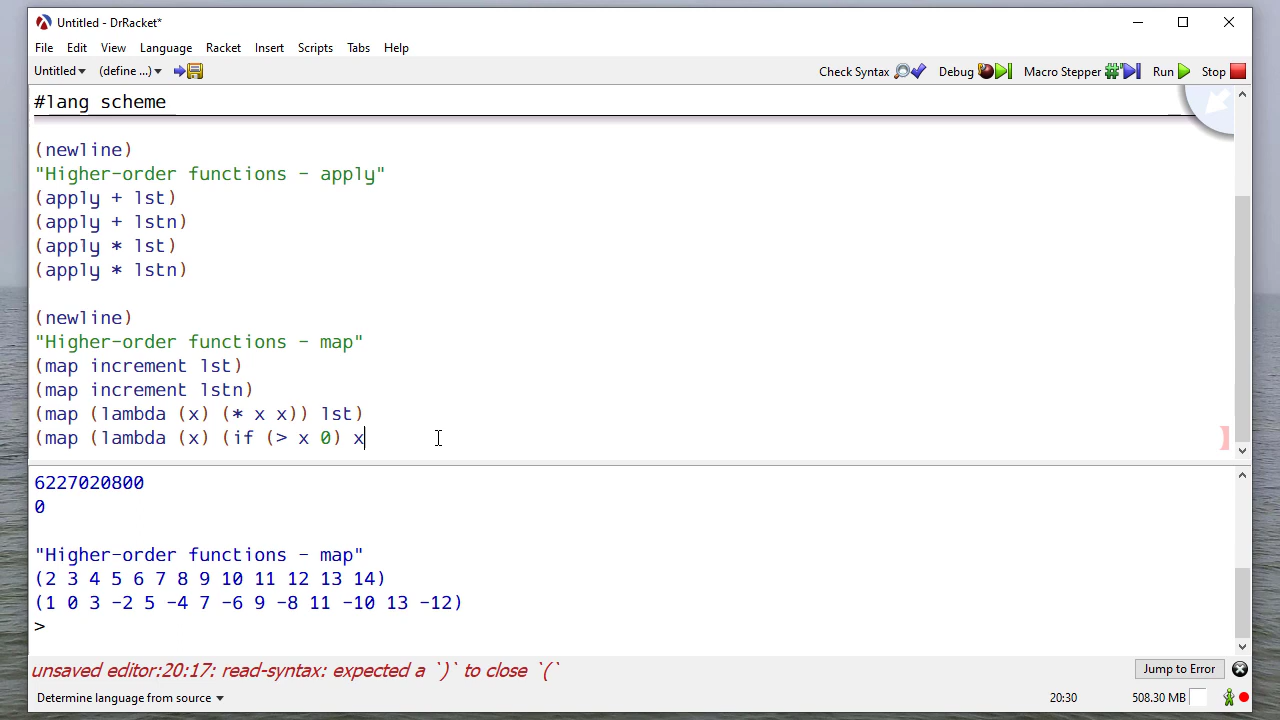 Untitled - DrRacket*
File Edit View Language Racket Insert Scripts Tabs Help
Untitled (define ...) Check Syntax Debug Macro Stepper Run Stop
#lang scheme
(newline)
"Higher-order functions - apply"
(apply + lst)
(apply + lstn)
(apply * lst)
(apply * lstn)
(newline)
"Higher-order functions - map"
(map increment lst)
(map increment lstn)
(map (lambda (x) (* x x)) lst)
(map (lambda (x) (if (> x 0) x
6227020800
0
"Higher-order functions - map"
(2 3 4 5 6 7 8 9 10 11 12 13 14)
(1 0 3 -2 5 -4 7 -6 9 -8 11 -10 13 -12)
>
unsaved editor:20:17: read-syntax: expected a `)` to close `(` Jump to Error
Determine language from source 20:30 508.30 MB